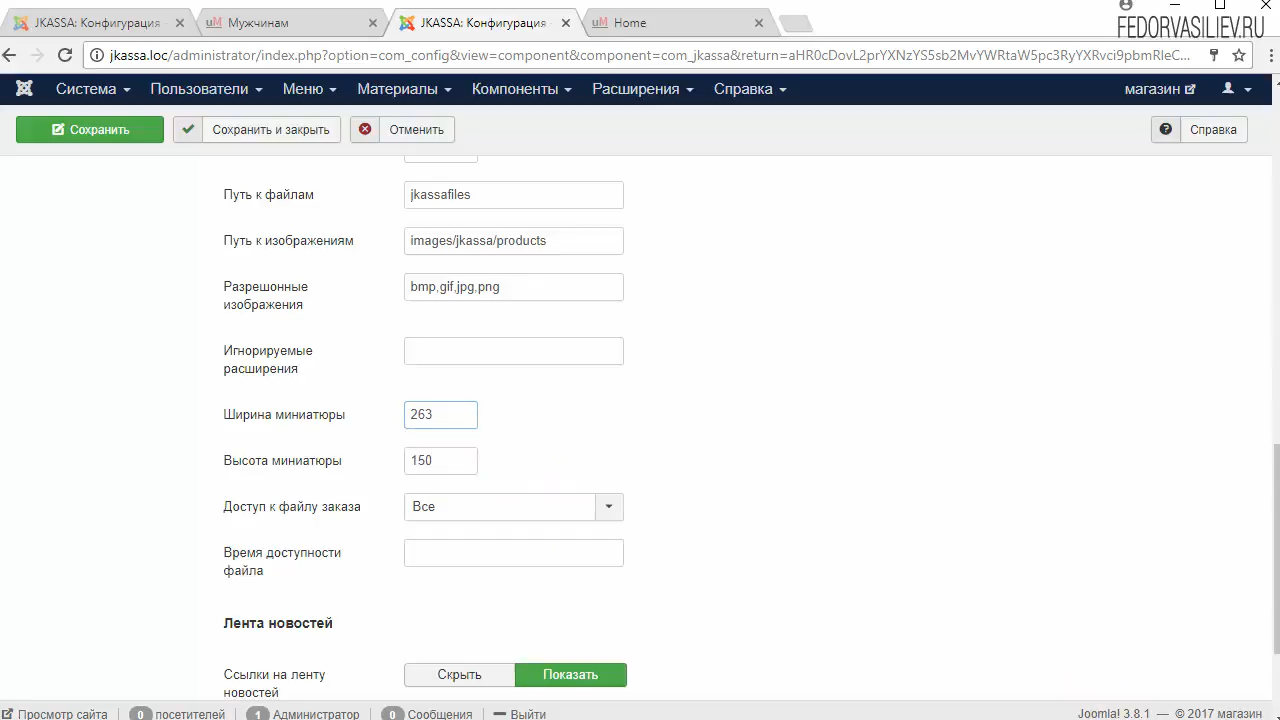 JKASSA: Конфигурация
Мужчинам
JKASSA: Конфигурация
Home
FEDORVASILIEV.RU
jkassa.loc/administrator/index.php?option=com_config&view=component&component=com_jkassa&return=aHR0cDovL2prYXNzYS5sb2MvYWRtaW5pc3RyYXRvci9pbmRleC...
Система Пользователи Меню Материалы Компоненты Расширения Справка магазин
Сохранить Сохранить и закрыть Отменить Справка
Путь к файлам jkassafiles
Путь к изображениям images/jkassa/products
Разрешонные bmp,gif,jpg,png
изображения
Игнорируемые
расширения
Ширина миниатюры 263
Высота миниатюры 150
Доступ к файлу заказа Все
Время доступности
файла
Лента новостей
Ссылки на ленту Скрыть Показать
новостей
Просмотр сайта 0 посетителей 1 Администратор 0 Сообщения Выйти Joomla! 3.8.1 — © 2017 магазин